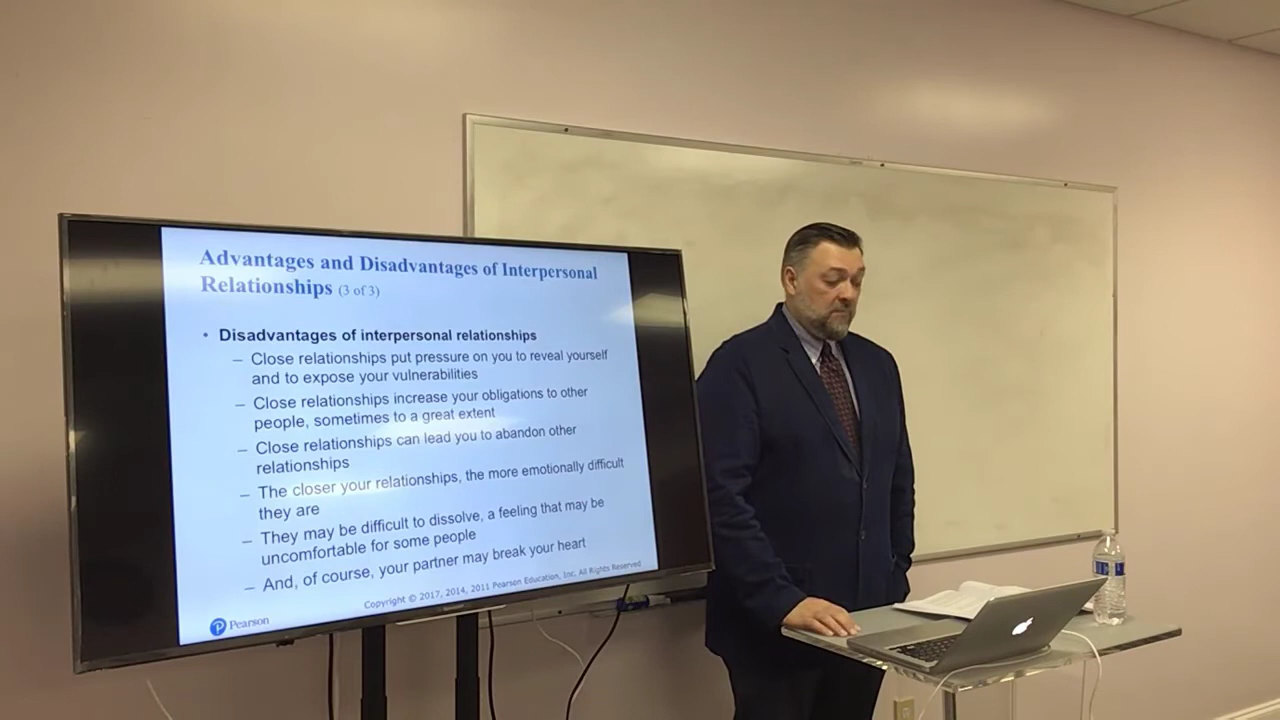 Advantages and Disadvantages of Interpersonal
Relationships (3 of 3)
• Disadvantages of interpersonal relationships
– Close relationships put pressure on you to reveal yourself
and to expose your vulnerabilities
– Close relationships increase your obligations to other
people, sometimes to a great extent
– Close relationships can lead you to abandon other
relationships
– The closer your relationships, the more emotionally difficult
they are
– They may be difficult to dissolve, a feeling that may be
uncomfortable for some people
– And, of course, your partner may break your heart
Copyright © 2017, 2014, 2011 Pearson Education, Inc. All Rights Reserved
Pearson